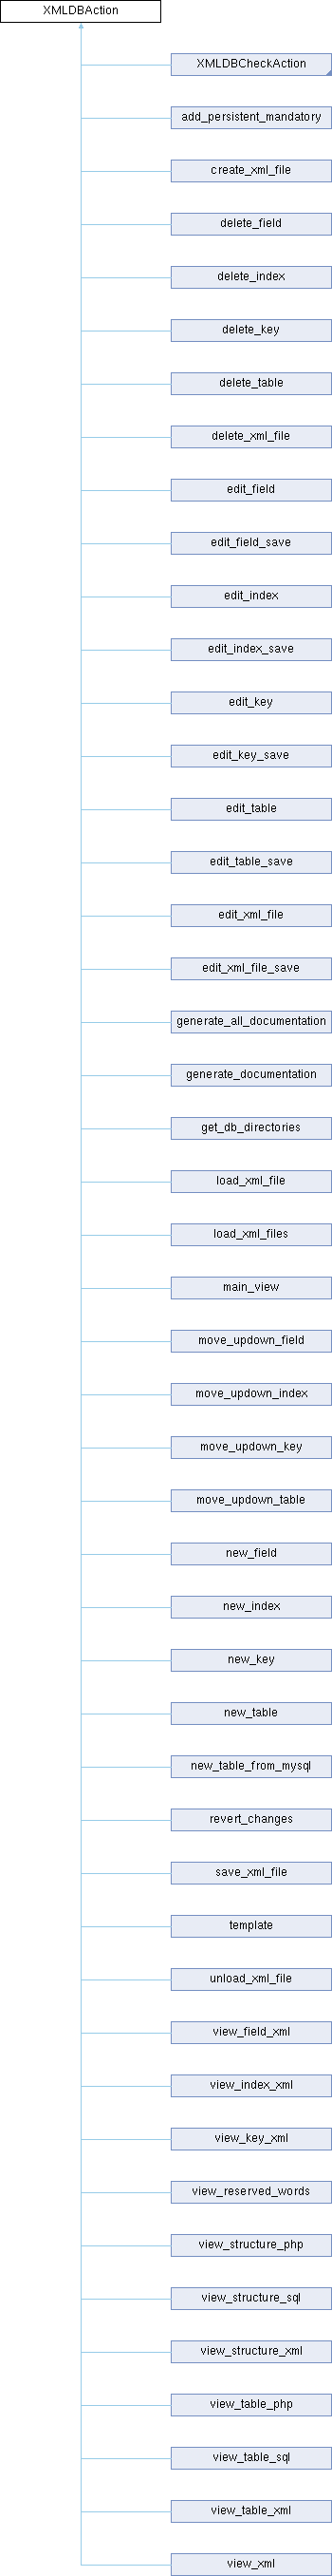 XMLDBAction
XMLDBCheckAction
add_persistent_mandatory
create_xml_file
delete_field
delete_index
delete_key
delete_table
delete_xml_file
edit_field
edit_field_save
edit_index
edit_index_save
edit_key
edit_key_save
edit_table
edit_table_save
edit_xml_file
edit_xml_file_save
generate_all_documentation
generate_documentation
get_db_directories
load_xml_file
load_xml_files
main_view
move_updown_field
move_updown_index
move_updown_key
move_updown_table
new_field
new_index
new_key
new_table
new_table_from_mysql
revert_changes
save_xml_file
template
unload_xml_file
view_field_xml
view_index_xml
view_key_xml
view_reserved_words
view_structure_php
view_structure_sql
view_structure_xml
view_table_php
view_table_sql
view_table_xml
view_xml